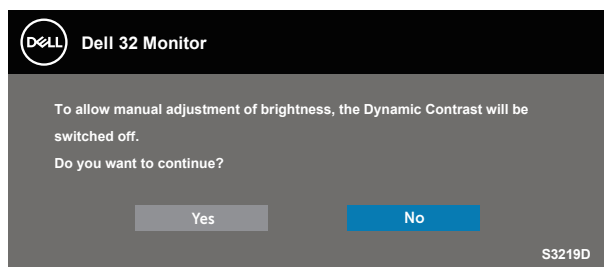 DELL Dell 32 Monitor
To allow manual adjustment of brightness, the Dynamic Contrast will be
switched off.
Do you want to continue?
Yes No
S3219D